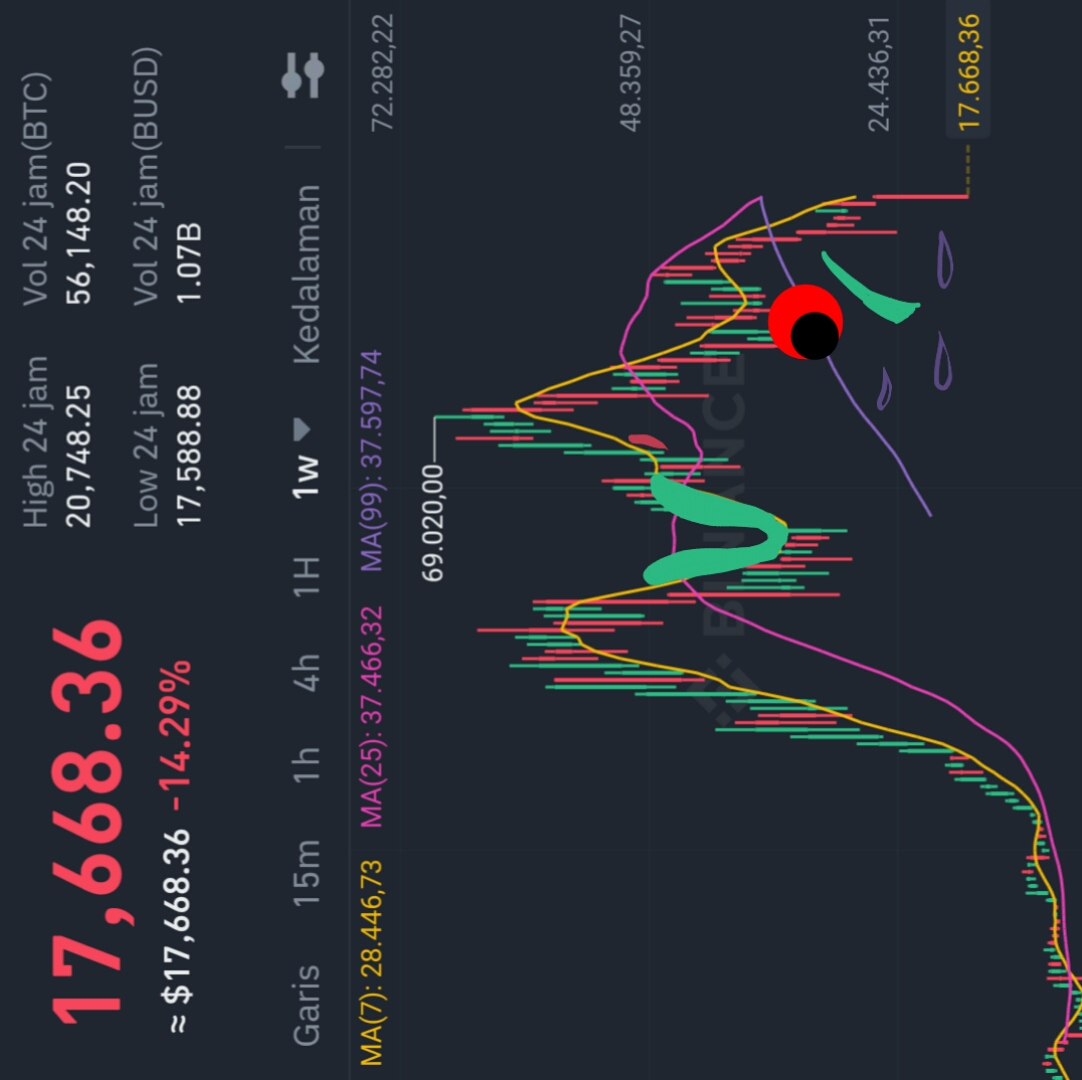 17,668.36
≈ $17,668.36 -14.29%
High 24 jam
20,748.25
Low 24 jam
17,588.88
Vol 24 jam(BTC)
56,148.20
Vol 24 jam(BUSD)
1.07B
Garis 15m 1h 4h 1H 1w Kedalaman
MA(7): 28.446,73 MA(25): 37.466,32 MA(99): 37.597,74
72.282,22
69.020,00
48.359,27
BINANCE
24.436,31
17.668,36